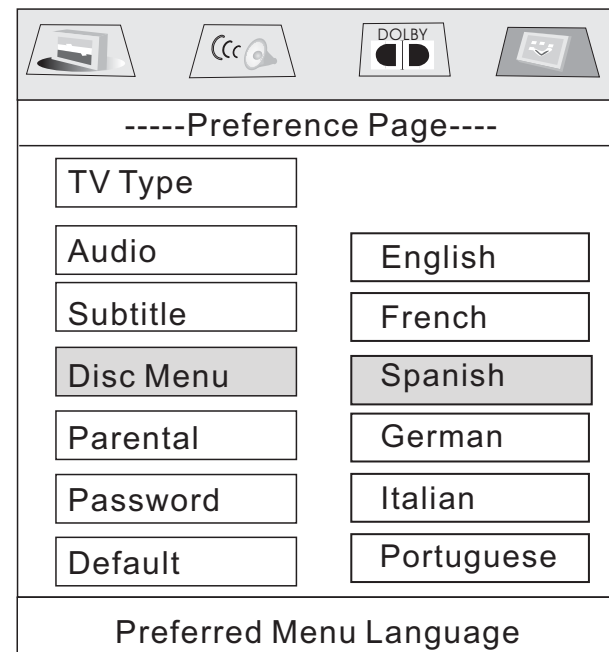 DOLBY
-----Preference Page----
TV Type
Audio
Subtitle
Disc Menu
Parental
Password
Default
English
French
Spanish
German
Italian
Portuguese
Preferred Menu Language